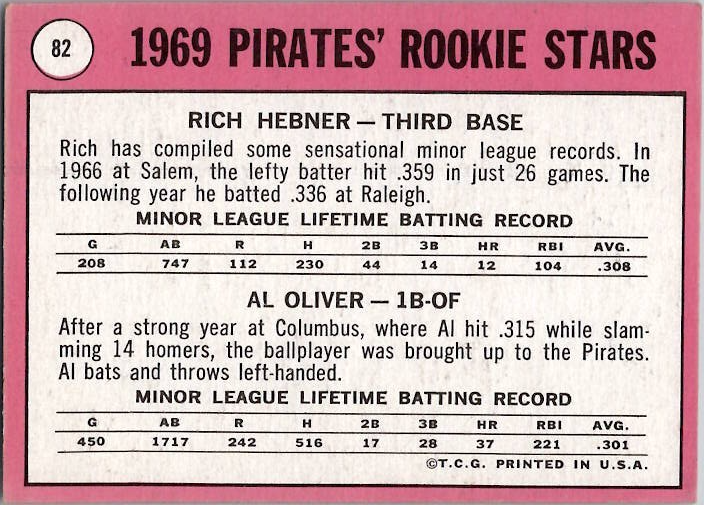 82
1969 PIRATES' ROOKIE STARS
RICH HEBNER — THIRD BASE
Rich has compiled some sensational minor league records. In
1966 at Salem, the lefty batter hit .359 in just 26 games. The
following year he batted .336 at Raleigh.
MINOR LEAGUE LIFETIME BATTING RECORD
G AB R H 2B 3B HR RBI AVG.
208 747 112 230 44 14 12 104 .308
AL OLIVER — 1B-OF
After a strong year at Columbus, where Al hit .315 while slam-
ming 14 homers, the ballplayer was brought up to the Pirates.
Al bats and throws left-handed.
MINOR LEAGUE LIFETIME BATTING RECORD
G AB R H 2B 3B HR RBI AVG.
450 1717 242 516 17 28 37 221 .301
©T.C.G. PRINTED IN U.S.A.